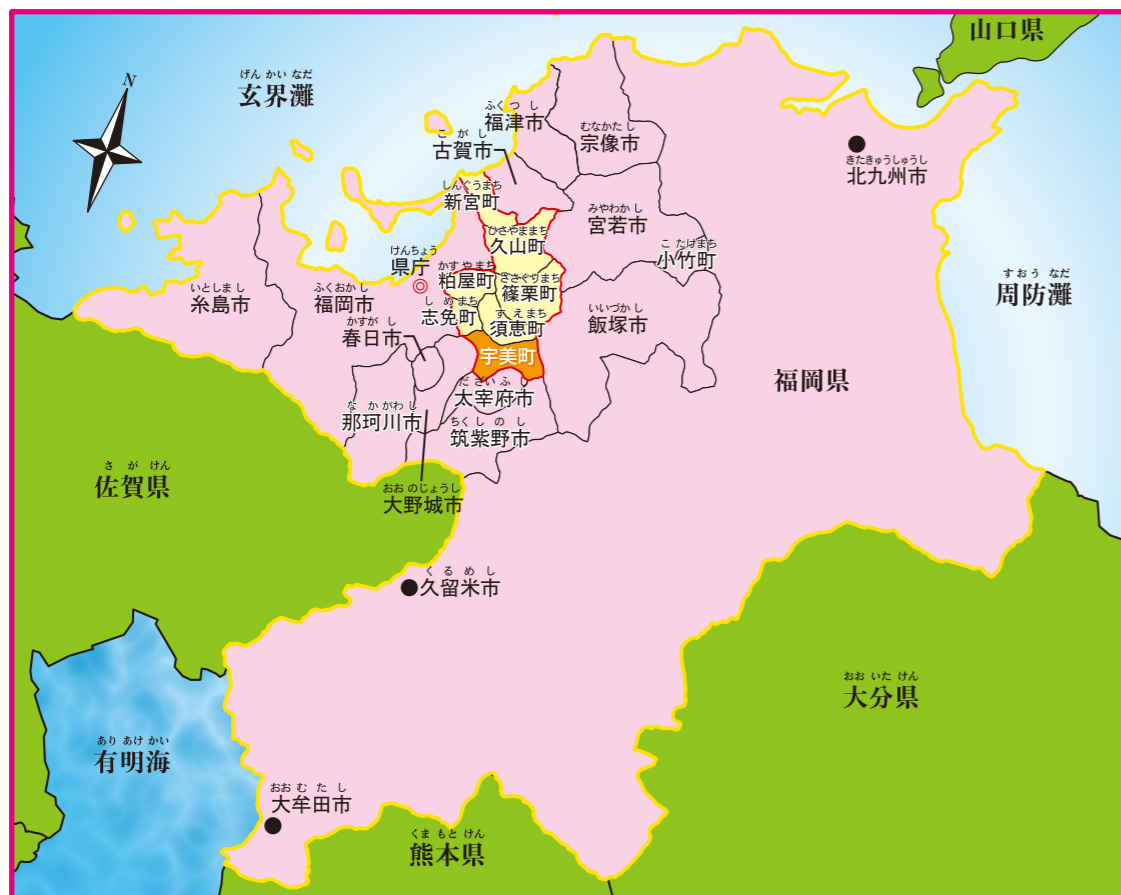 山口県
N
げんかいなだ
玄界灘
ふくつし
福津市
むなかたし
宗像市
こがし
古賀市
きたきゅうしゅうし
北九州市
しんぐうまち
新宮町
みやわかし
宮若市
ひさやままち
久山町
こたけまち
小竹町
けんちょう
県庁
かすやまち
粕屋町
ささぐりまち
篠栗町
すおうなだ
周防灘
いとしまし
糸島市
ふくおかし
福岡市
しめまち
志免町
すえまち
須恵町
いいづかし
飯塚市
かすがし
春日市
宇美町
福岡県
だざいふし
太宰府市
なかがわし
那珂川市
ちくしのし
筑紫野市
さがけん
佐賀県
おおのじょうし
大野城市
くるめし
久留米市
おおいたけん
大分県
ありあけかい
有明海
おおむたし
大牟田市
くまもとけん
熊本県